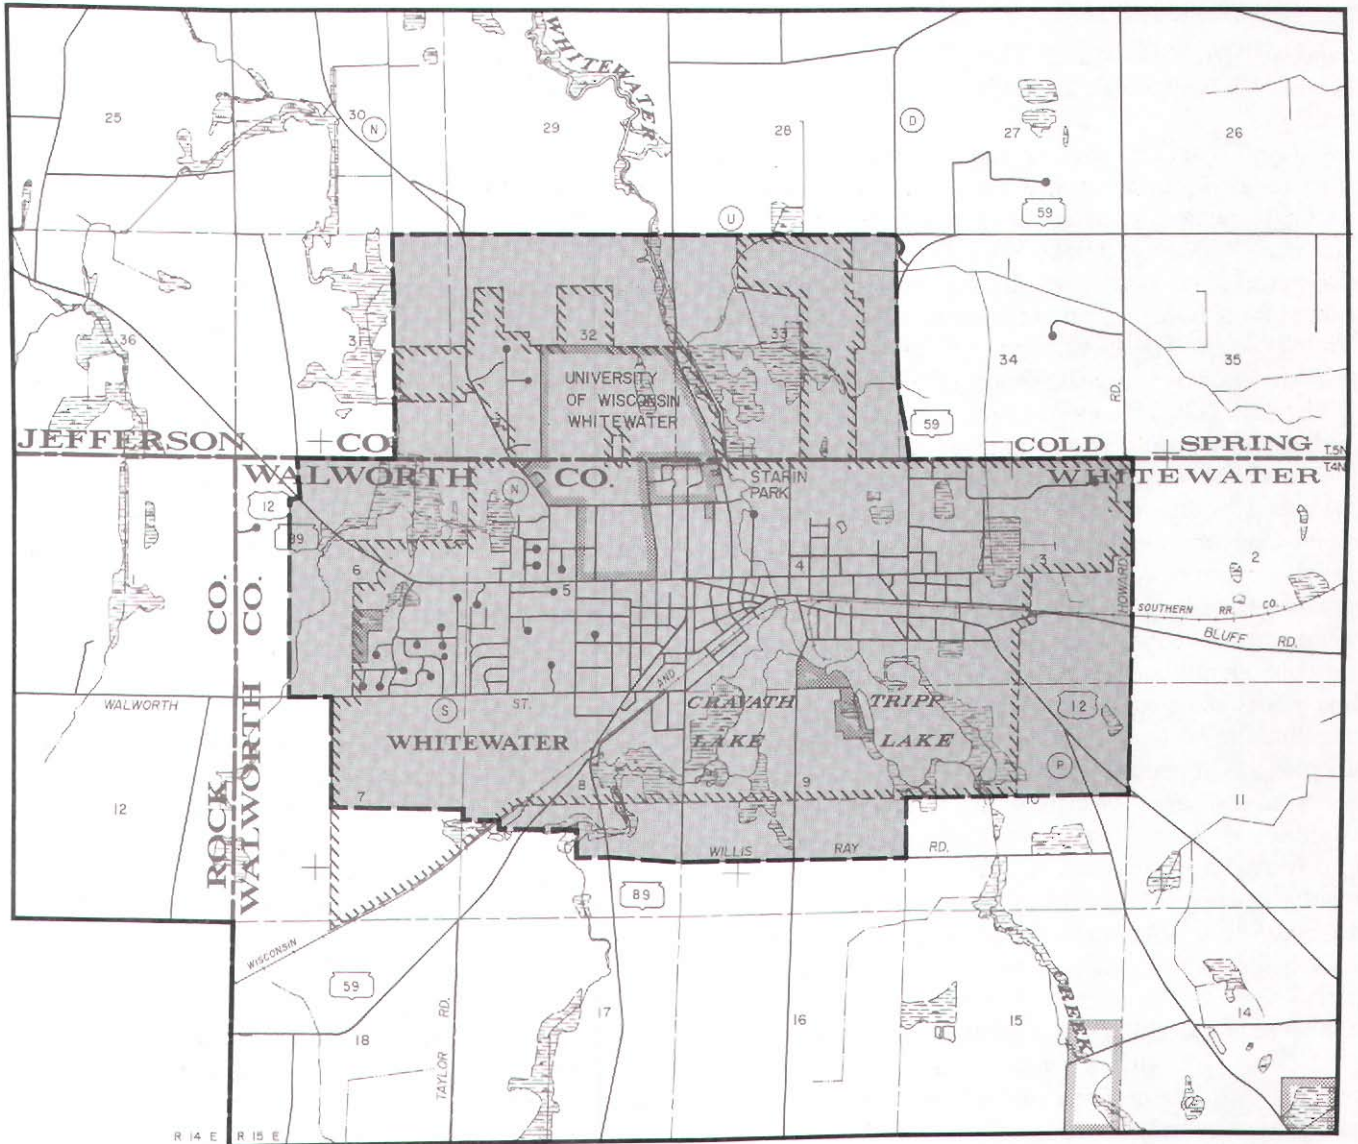 WHITEWATER
25
30
N
29
28
D
27
26
U
59
36
31
32
33
34
35
RD.
UNIVERSITY
OF WISCONSIN
WHITEWATER
59
JEFFERSON CO.
COLD SPRING
T.5N
WALWORTH CO.
WHITEWATER
T.4N
STARIN
PARK
N
12
89
6
5
4
3
2
HOWARD
SOUTHERN RR. CO.
BLUFF RD.
ROCK CO.
WALWORTH CO.
WALWORTH
ST.
S
AND
CRAVATH
LAKE
TRIPP
LAKE
12
WHITEWATER
P
12
7
8
9
10
11
WILLIS RAY RD.
89
WISCONSIN
59
TAYLOR RD.
18
17
16
15
CREEK
14
R 14 E
R 15 E